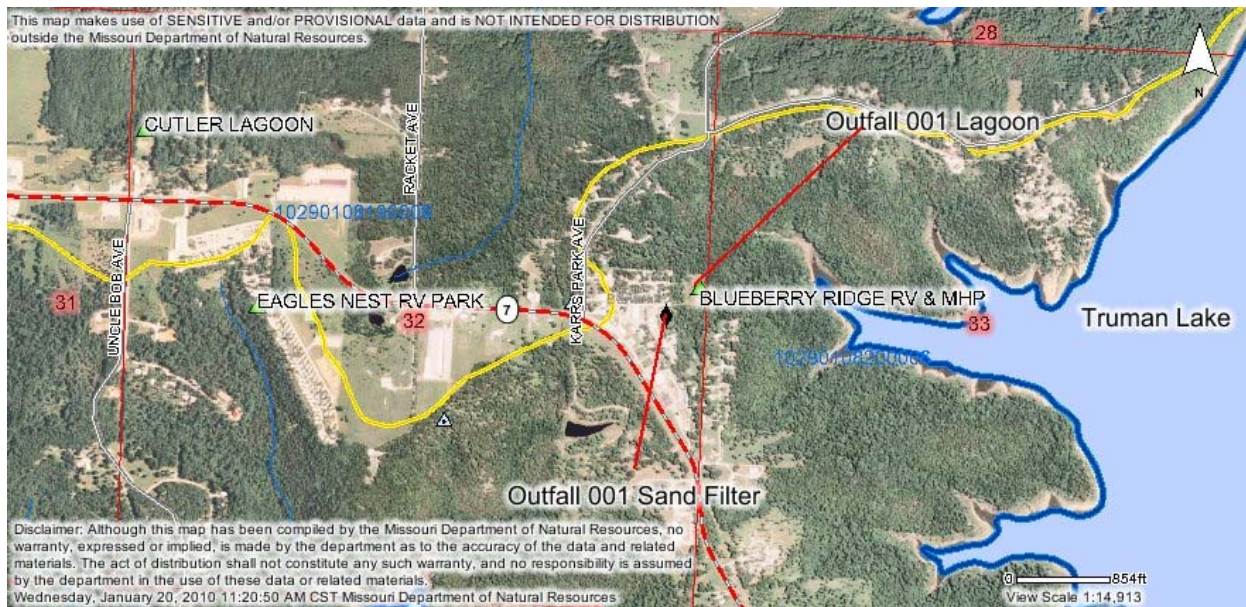 This map makes use of SENSITIVE and/or PROVISIONAL data and is NOT INTENDED FOR DISTRIBUTION
outside the Missouri Department of Natural Resources.
28
N
CUTLER LAGOON
RACKET AVE
Outfall 001 Lagoon
UNCLE BOB AVE
KARRS PARK AVE
31
EAGLES NEST RV PARK
32
7
BLUEBERRY RIDGE RV & MHP
33
Truman Lake
Outfall 001 Sand Filter
Disclaimer: Although this map has been compiled by the Missouri Department of Natural Resources, no
warranty, expressed or implied, is made by the department as to the accuracy of the data and related
materials. The act of distribution shall not constitute any such warranty, and no responsibility is assumed
by the department in the use of these data or related materials.
Wednesday, January 20, 2010 11:20:50 AM CST Missouri Department of Natural Resources
0 854ft
View Scale 1:14,913